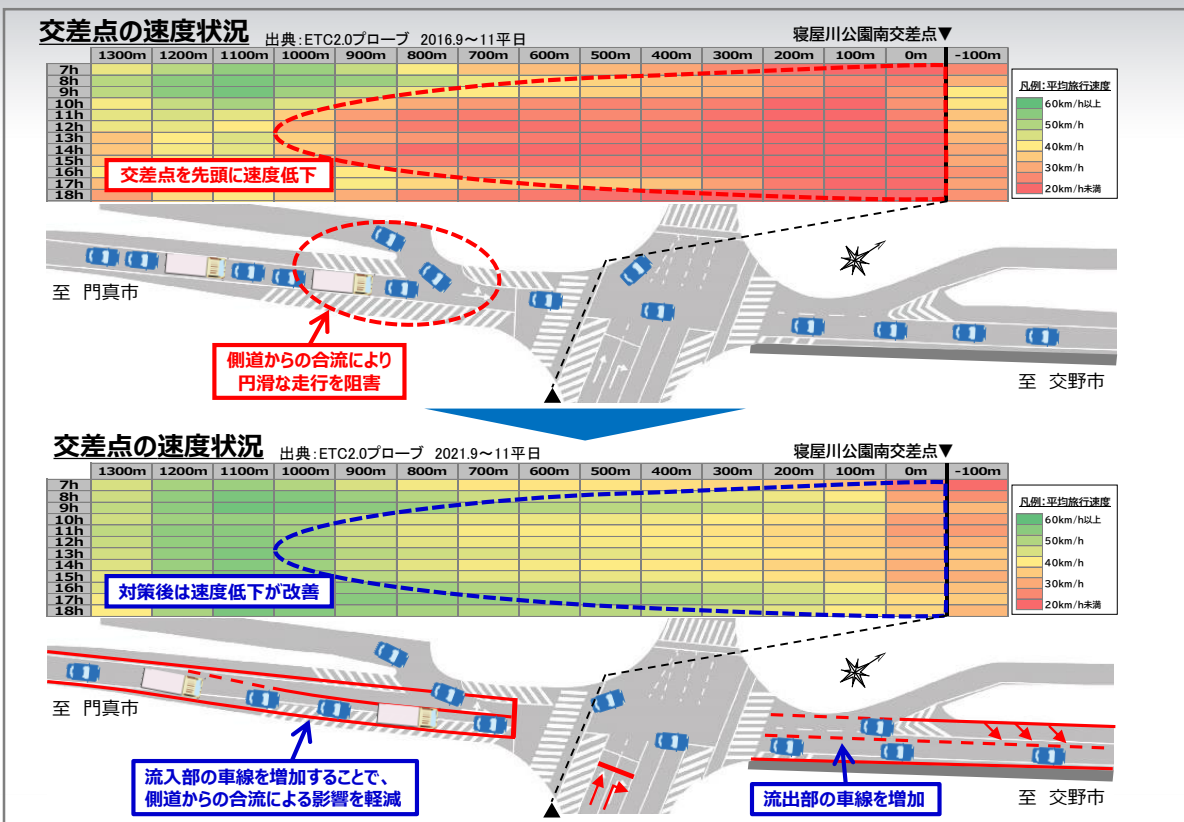 交差点の速度状況 出典:ETC2.0プローブ 2016.9～11平日 寝屋川公園南交差点▼
1300m 1200m 1100m 1000m 900m 800m 700m 600m 500m 400m 300m 200m 100m 0m -100m
7h
8h
9h
10h
11h
12h
13h
14h
15h
16h
17h
18h
交差点を先頭に速度低下
凡例:平均旅行速度
60km/h以上
50km/h
40km/h
30km/h
20km/h未満
至 門真市
側道からの合流により
円滑な走行を阻害
至 交野市
交差点の速度状況 出典:ETC2.0プローブ 2021.9～11平日 寝屋川公園南交差点▼
1300m 1200m 1100m 1000m 900m 800m 700m 600m 500m 400m 300m 200m 100m 0m -100m
7h
8h
9h
10h
11h
12h
13h
14h
15h
16h
17h
18h
対策後は速度低下が改善
凡例:平均旅行速度
60km/h以上
50km/h
40km/h
30km/h
20km/h未満
至 門真市
流入部の車線を増加することで、
側道からの合流による影響を軽減
流出部の車線を増加
至 交野市